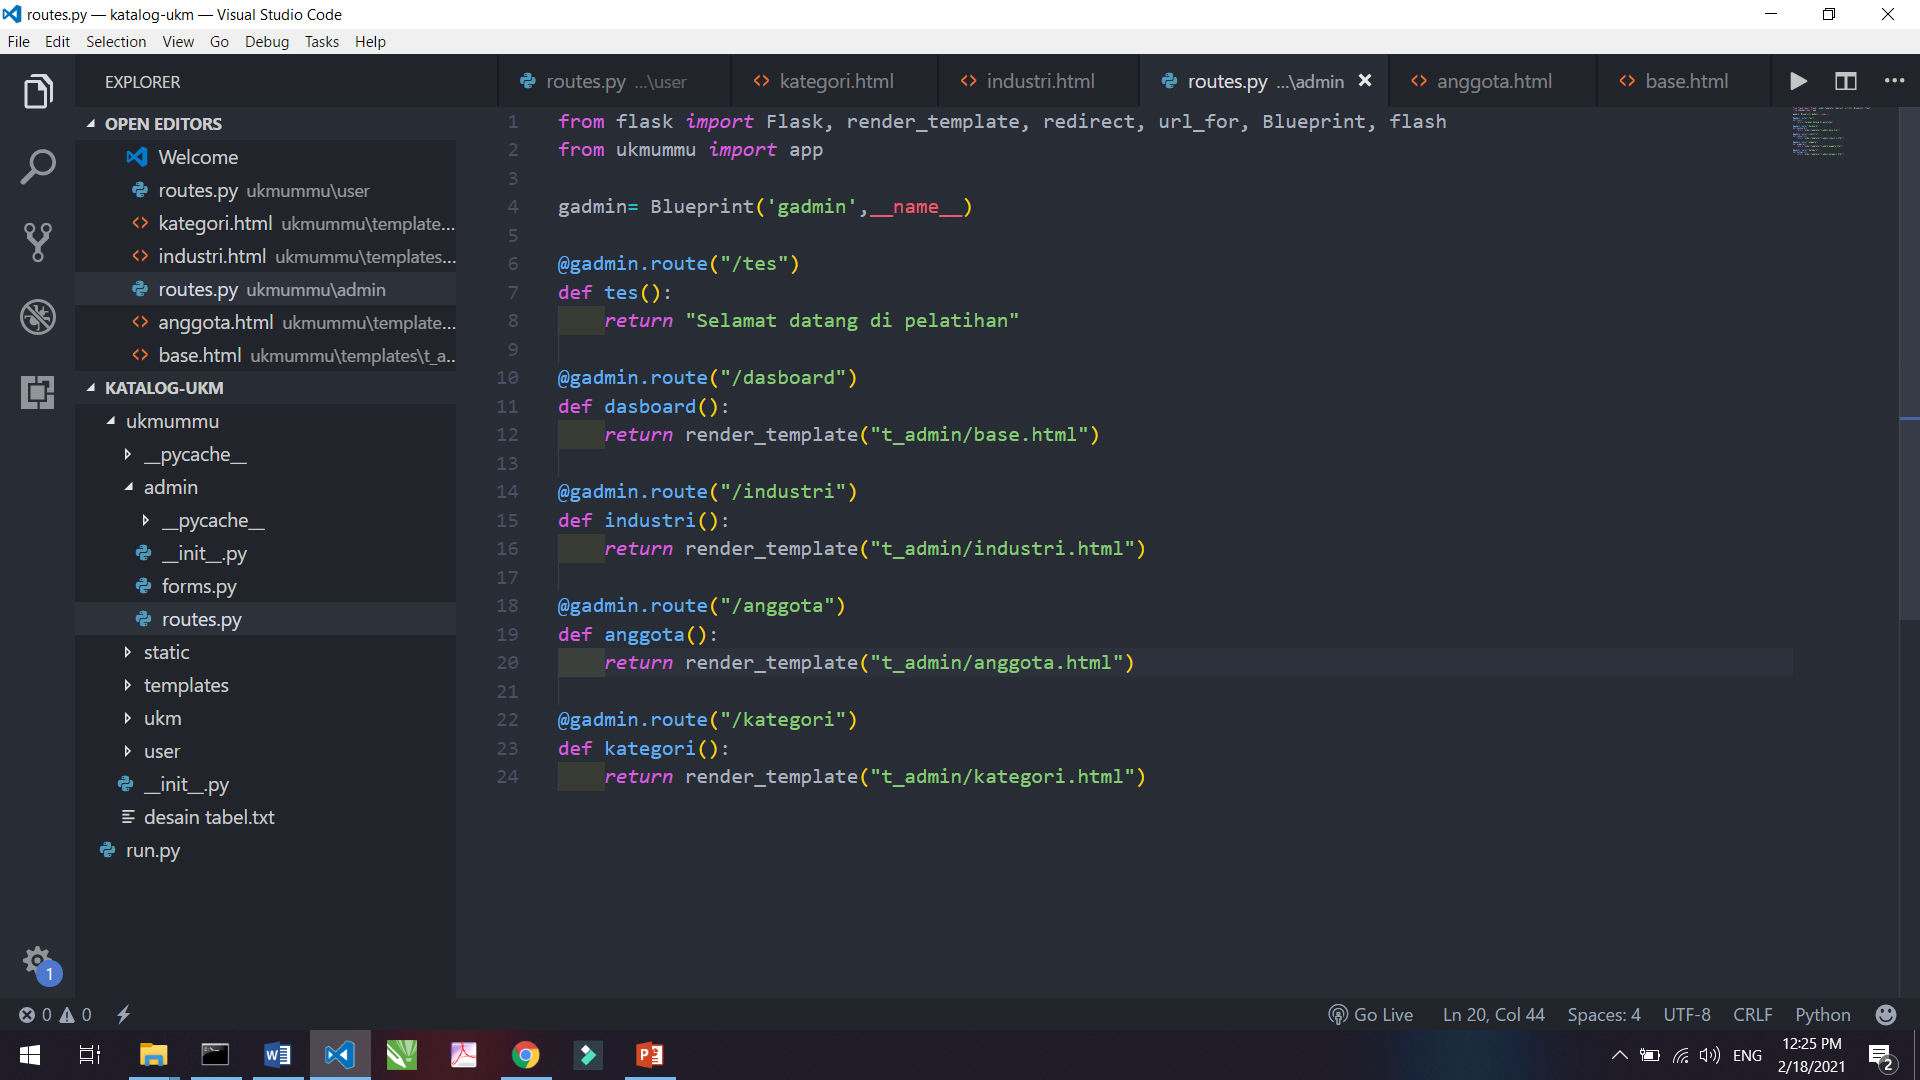 routes.py — katalog-ukm — Visual Studio Code
File Edit Selection View Go Debug Tasks Help
EXPLORER
OPEN EDITORS
Welcome
routes.py ukmummu\user
kategori.html ukmummu\template...
industri.html ukmummu\templates...
routes.py ukmummu\admin
anggota.html ukmummu\template...
base.html ukmummu\templates\t_a...
KATALOG-UKM
ukmummu
__pycache__
admin
__pycache__
__init__.py
forms.py
routes.py
static
templates
ukm
user
__init__.py
desain tabel.txt
run.py
1
routes.py ...\user kategori.html industri.html routes.py ...\admin anggota.html base.html
1 from flask import Flask, render_template, redirect, url_for, Blueprint, flash
2 from ukmummu import app
3
4 gadmin= Blueprint('gadmin',__name__)
5
6 @gadmin.route("/tes")
7 def tes():
8     return "Selamat datang di pelatihan"
9
10 @gadmin.route("/dasboard")
11 def dasboard():
12     return render_template("t_admin/base.html")
13
14 @gadmin.route("/industri")
15 def industri():
16     return render_template("t_admin/industri.html")
17
18 @gadmin.route("/anggota")
19 def anggota():
20     return render_template("t_admin/anggota.html")
21
22 @gadmin.route("/kategori")
23 def kategori():
24     return render_template("t_admin/kategori.html")
0 0 Go Live Ln 20, Col 44 Spaces: 4 UTF-8 CRLF Python
ENG 12:25 PM
2/18/2021
2